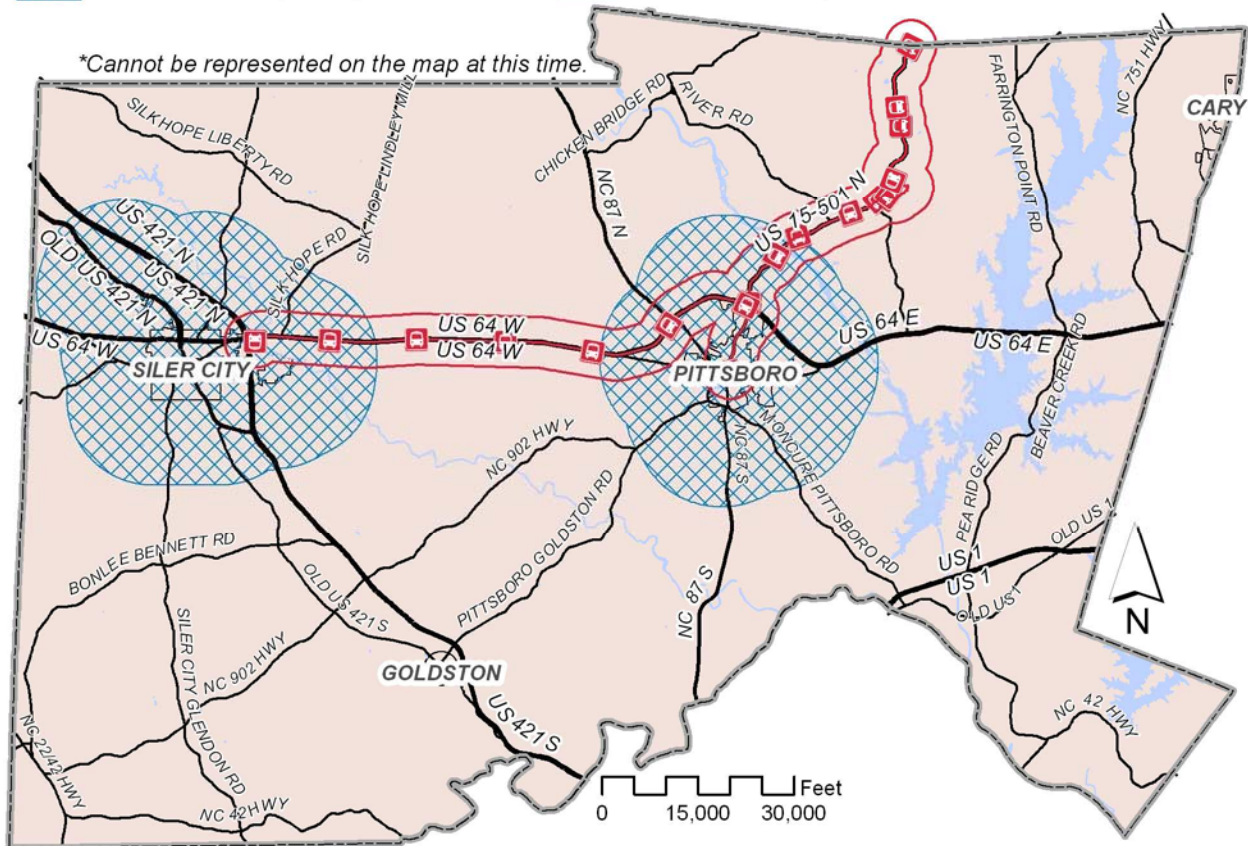 *Cannot be represented on the map at this time.
SILK HOPE LIBERTY RD
SILK HOPE LINDLEY MILL
CHICKEN BRIDGE RD
RIVER RD
FARRINGTON POINT RD
NC 751 HWY
CARY
US 421 N
OLD US 421 N
US 421 N
SILK HOPE RD
NC 87 N
US 15-501 N
US 64 W
US 64 W
US 64 W
SILER CITY
PITTSBORO
US 64 E
US 64 E
BEAVER CREEK RD
NC 902 HWY
NC 87 S
MONCURE PITTSBORO RD
PEA RIDGE RD
OLD US 1
BONLEE BENNETT RD
OLD US 421 S
PITTSBORO GOLDSTON RD
NC 87 S
US 1
US 1
OLD US 1
N
SILER CITY GLENDON RD
NC 902 HWY
GOLDSTON
US 421 S
NC 42 HWY
NC 22/42 HWY
NC 42 HWY
Feet
0 15,000 30,000